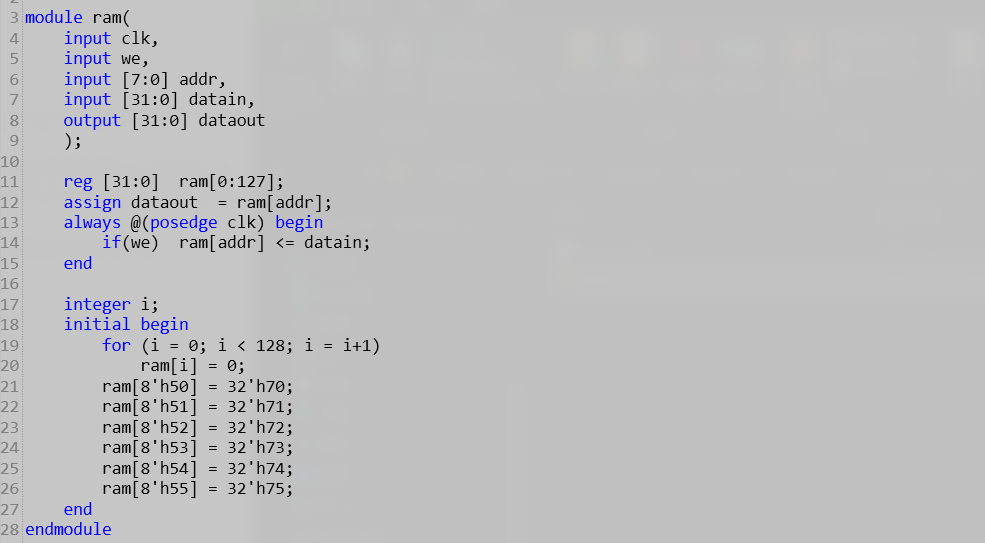 3 module ram(
4     input clk,
5     input we,
6     input [7:0] addr,
7     input [31:0] datain,
8     output [31:0] dataout
9     );
10
11     reg [31:0]  ram[0:127];
12     assign dataout  = ram[addr];
13     always @(posedge clk) begin
14         if(we)  ram[addr] <= datain;
15     end
16
17     integer i;
18     initial begin
19         for (i = 0; i < 128; i = i+1)
20             ram[i] = 0;
21         ram[8'h50] = 32'h70;
22         ram[8'h51] = 32'h71;
23         ram[8'h52] = 32'h72;
24         ram[8'h53] = 32'h73;
25         ram[8'h54] = 32'h74;
26         ram[8'h55] = 32'h75;
27     end
28 endmodule